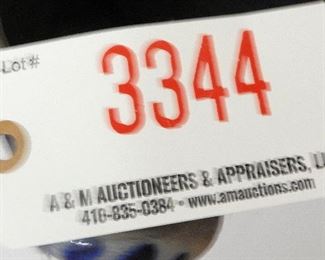 Lot #
3344
A & M AUCTIONEERS & APPRAISERS, LL
410-835-0384 • www.amauctions.com